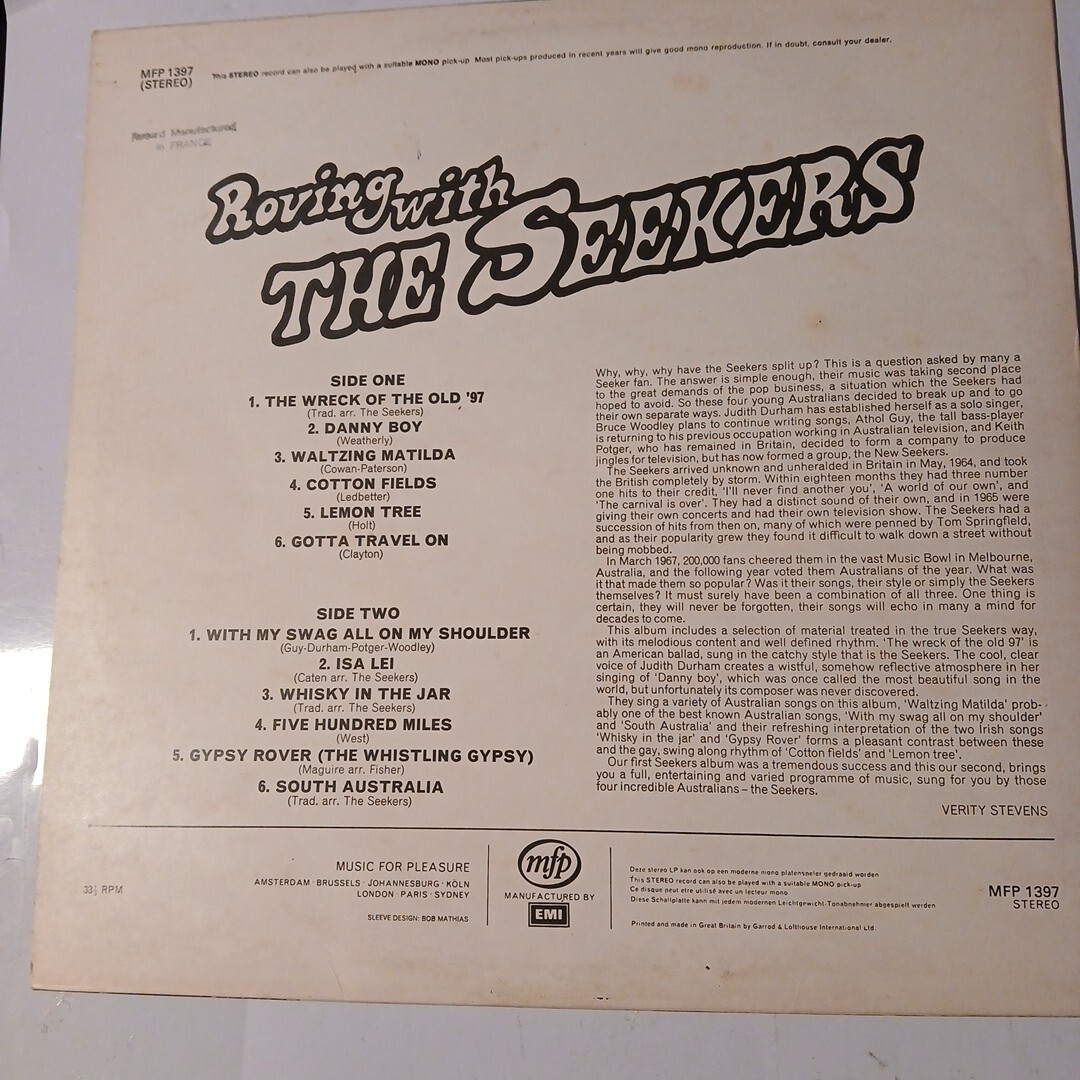 MFP 1397
(STEREO)
This STEREO record can also be played with a suitable MONO pick-up. Most pick-ups produced in recent years will give good mono reproduction. If in doubt, consult your dealer.
Record Manufactured
in FRANCE
Roving with
THE SEEKERS
SIDE ONE
1. THE WRECK OF THE OLD '97
(Trad. arr. The Seekers)
2. DANNY BOY
(Weatherly)
3. WALTZING MATILDA
(Cowan-Paterson)
4. COTTON FIELDS
(Ledbetter)
5. LEMON TREE
(Holt)
6. GOTTA TRAVEL ON
(Clayton)
SIDE TWO
1. WITH MY SWAG ALL ON MY SHOULDER
(Guy-Durham-Potger-Woodley)
2. ISA LEI
(Caten arr. The Seekers)
3. WHISKY IN THE JAR
(Trad. arr. The Seekers)
4. FIVE HUNDRED MILES
(West)
5. GYPSY ROVER (THE WHISTLING GYPSY)
(Maguire arr. Fisher)
6. SOUTH AUSTRALIA
(Trad. arr. The Seekers)
Why, why, why have the Seekers split up? This is a question asked by many a
Seeker fan. The answer is simple enough, their music was taking second place
to the great demands of the pop business, a situation which the Seekers had
hoped to avoid. So these four young Australians decided to break up and to go
their own separate ways. Judith Durham has established herself as a solo singer,
Bruce Woodley plans to continue writing songs, Athol Guy, the tall bass-player
is returning to his previous occupation working in Australian television, and Keith
Potger, who has remained in Britain, decided to form a company to produce
jingles for television, but has now formed a group, the New Seekers.
The Seekers arrived unknown and unheralded in Britain in May, 1964, and took
the British completely by storm. Within eighteen months they had three number
one hits to their credit, 'I'll never find another you', 'A world of our own', and
'The carnival is over'. They had a distinct sound of their own, and in 1965 were
giving their own concerts and had their own television show. The Seekers had a
succession of hits from then on, many of which were penned by Tom Springfield,
and as their popularity grew they found it difficult to walk down a street without
being mobbed.
In March 1967, 200,000 fans cheered them in the vast Music Bowl in Melbourne,
Australia, and the following year voted them Australians of the year. What was
it that made them so popular? Was it their songs, their style or simply the Seekers
themselves? It must surely have been a combination of all three. One thing is
certain, they will never be forgotten, their songs will echo in many a mind for
decades to come.
This album includes a selection of material treated in the true Seekers way,
with its melodious content and well defined rhythm. 'The wreck of the old 97' is
an American ballad, sung in the catchy style that is the Seekers. The cool, clear
voice of Judith Durham creates a wistful, somehow reflective atmosphere in her
singing of 'Danny boy', which was once called the most beautiful song in the
world, but unfortunately its composer was never discovered.
They sing a variety of Australian songs on this album, 'Waltzing Matilda' prob-
ably one of the best known Australian songs, 'With my swag all on my shoulder'
and 'South Australia' and their refreshing interpretation of the two Irish songs
'Whisky in the jar' and 'Gypsy Rover' forms a pleasant contrast between these
and the gay, swing along rhythm of 'Cotton fields' and 'Lemon tree'.
Our first Seekers album was a tremendous success and this our second, brings
you a full, entertaining and varied programme of music, sung for you by those
four incredible Australians – the Seekers.
VERITY STEVENS
33⅓ RPM
MUSIC FOR PLEASURE
AMSTERDAM · BRUSSELS · JOHANNESBURG · KÖLN
LONDON · PARIS · SYDNEY
SLEEVE DESIGN: BOB MATHIAS
mfp
MANUFACTURED BY
EMI
Deze stereo LP kan ook op een moderne mono platenspeler gedraaid worden
This STEREO record can also be played with a suitable MONO pick-up
Ce disque peut etre utilisé avec un lecteur mono
Diese Schallplatte kann mit jedem modernen Leichtgewicht-Tonabnehmer abgespielt werden
Printed and made in Great Britain by Garrod & Lofthouse International Ltd.
MFP 1397
STEREO